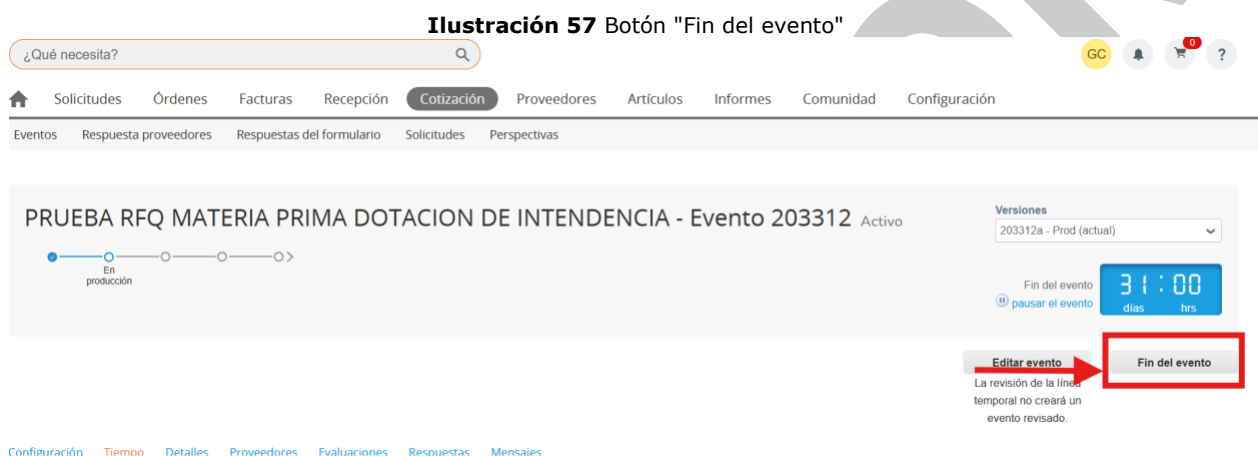 Ilustración 57 Botón "Fin del evento"
¿Qué necesita?
GC
0
?
Solicitudes Órdenes Facturas Recepción Cotización Proveedores Artículos Informes Comunidad Configuración
Eventos Respuesta proveedores Respuestas del formulario Solicitudes Perspectivas
PRUEBA RFQ MATERIA PRIMA DOTACION DE INTENDENCIA - Evento 203312 Activo
En
producción
Versiones
203312a - Prod (actual)
Fin del evento
pausar el evento
31:00
días hrs
Editar evento
Fin del evento
La revisión de la línea
temporal no creará un
evento revisado.
Configuración Tiempo Detalles Proveedores Evaluaciones Respuestas Mensajes